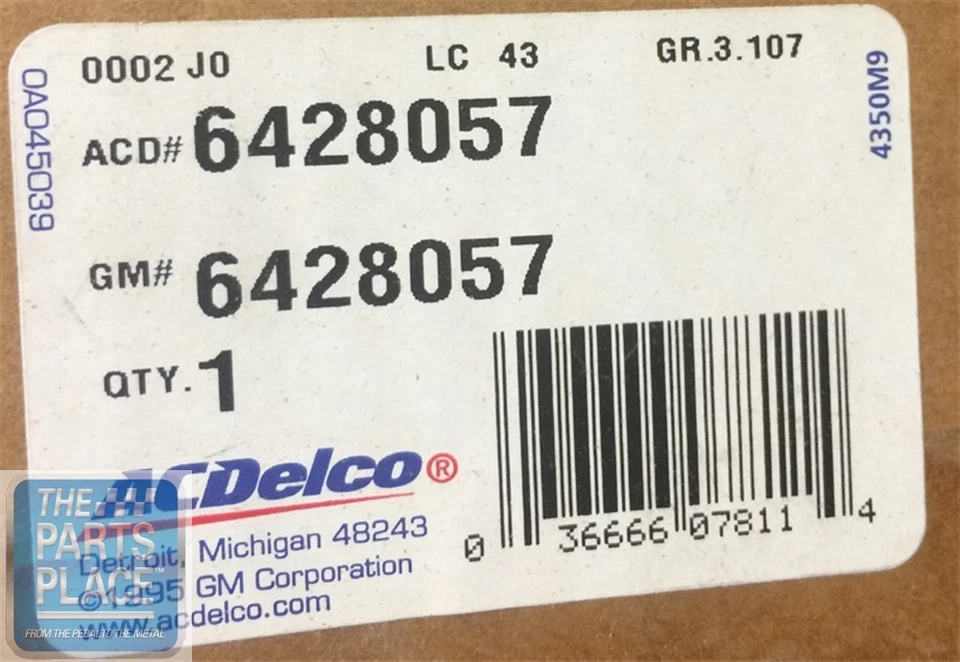 0002 J0 LC 43 GR.3.107
0A045039
4350M9
ACD# 6428057
GM# 6428057
QTY. 1
ACDelco®
Detroit, Michigan 48243
©1995 GM Corporation
www.acdelco.com
0 36666 07811 4
THE
PARTS
PLACE™
FROM THE PEDAL TO THE METAL